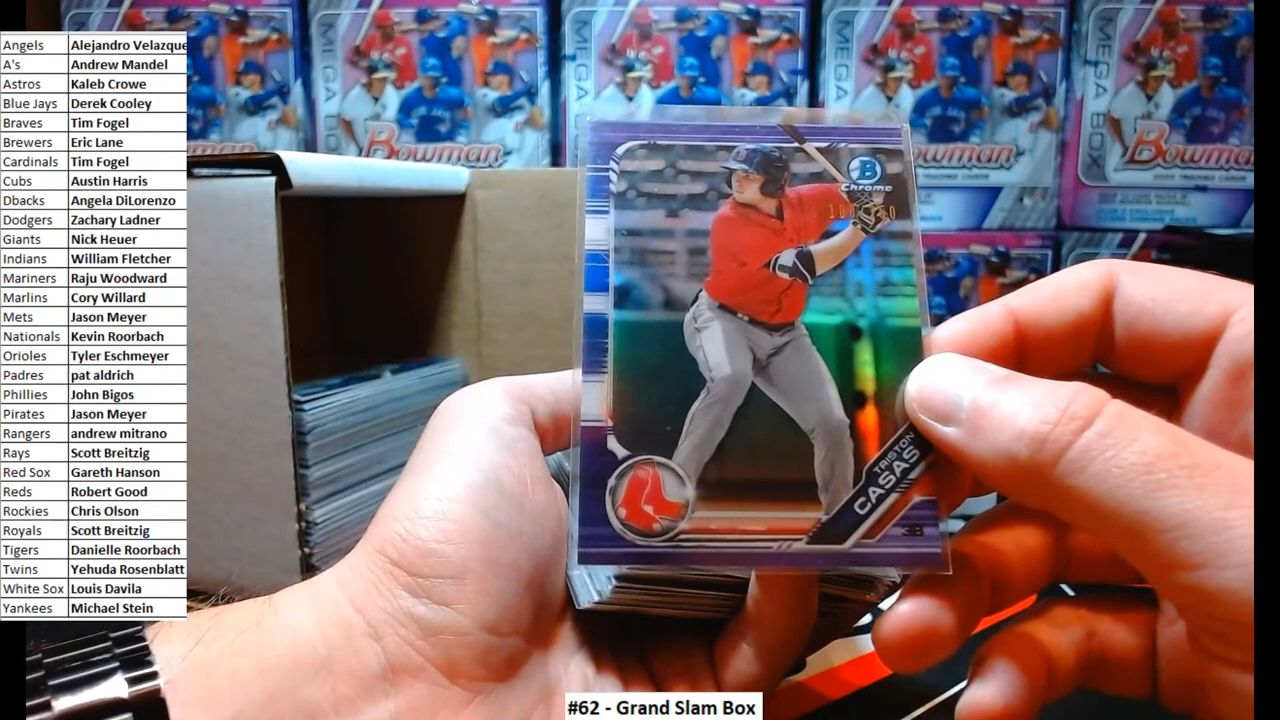 Angels Alejandro Velazque
A's Andrew Mandel
Astros Kaleb Crowe
Blue Jays Derek Cooley
Braves Tim Fogel
Brewers Eric Lane
Cardinals Tim Fogel
Cubs Austin Harris
Dbacks Angela DiLorenzo
Dodgers Zachary Ladner
Giants Nick Heuer
Indians William Fletcher
Mariners Raju Woodward
Marlins Cory Willard
Mets Jason Meyer
Nationals Kevin Roorbach
Orioles Tyler Eschmeyer
Padres pat aldrich
Phillies John Bigos
Pirates Jason Meyer
Rangers andrew mitrano
Rays Scott Breitzig
Red Sox Gareth Hanson
Reds Robert Good
Rockies Chris Olson
Royals Scott Breitzig
Tigers Danielle Roorbach
Twins Yehuda Rosenblatt
White Sox Louis Davila
Yankees Michael Stein
MEGA BOX
Bowman
MEGA
MEGA
owman
MEGA BOX
Bowman
B
Chrome
TRISTON
CASAS
3B
#62 - Grand Slam Box